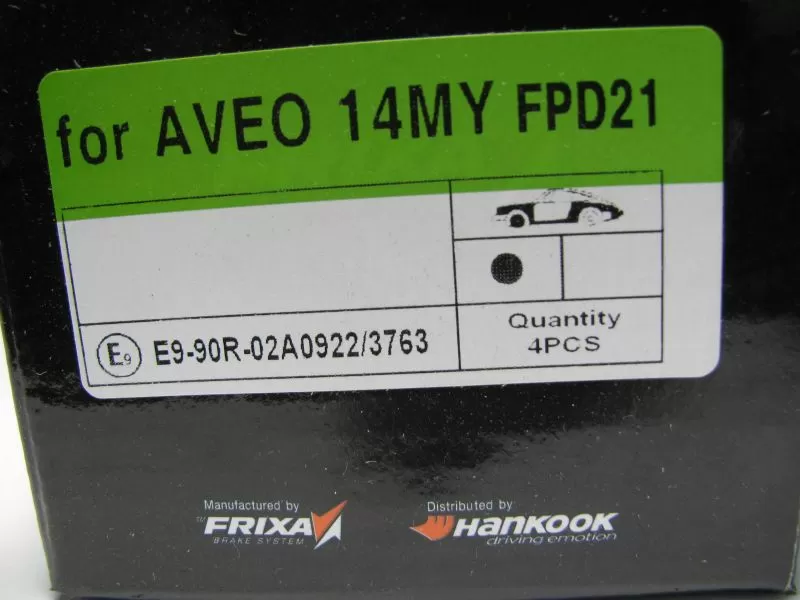 for AVEO 14MY FPD21
E9 E9-90R-02A0922/3763
Quantity
4PCS
Manufactured by
TM FRIXA
BRAKE SYSTEM
Distributed by
HANKOOK
driving emotion